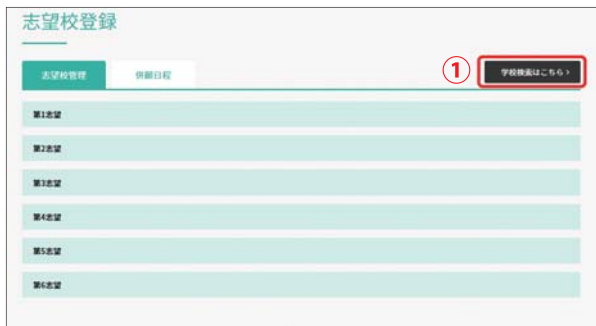 志望校登録
志望校管理
併願日程
①
学校検索はこちら ›
第1志望
第2志望
第3志望
第4志望
第5志望
第6志望